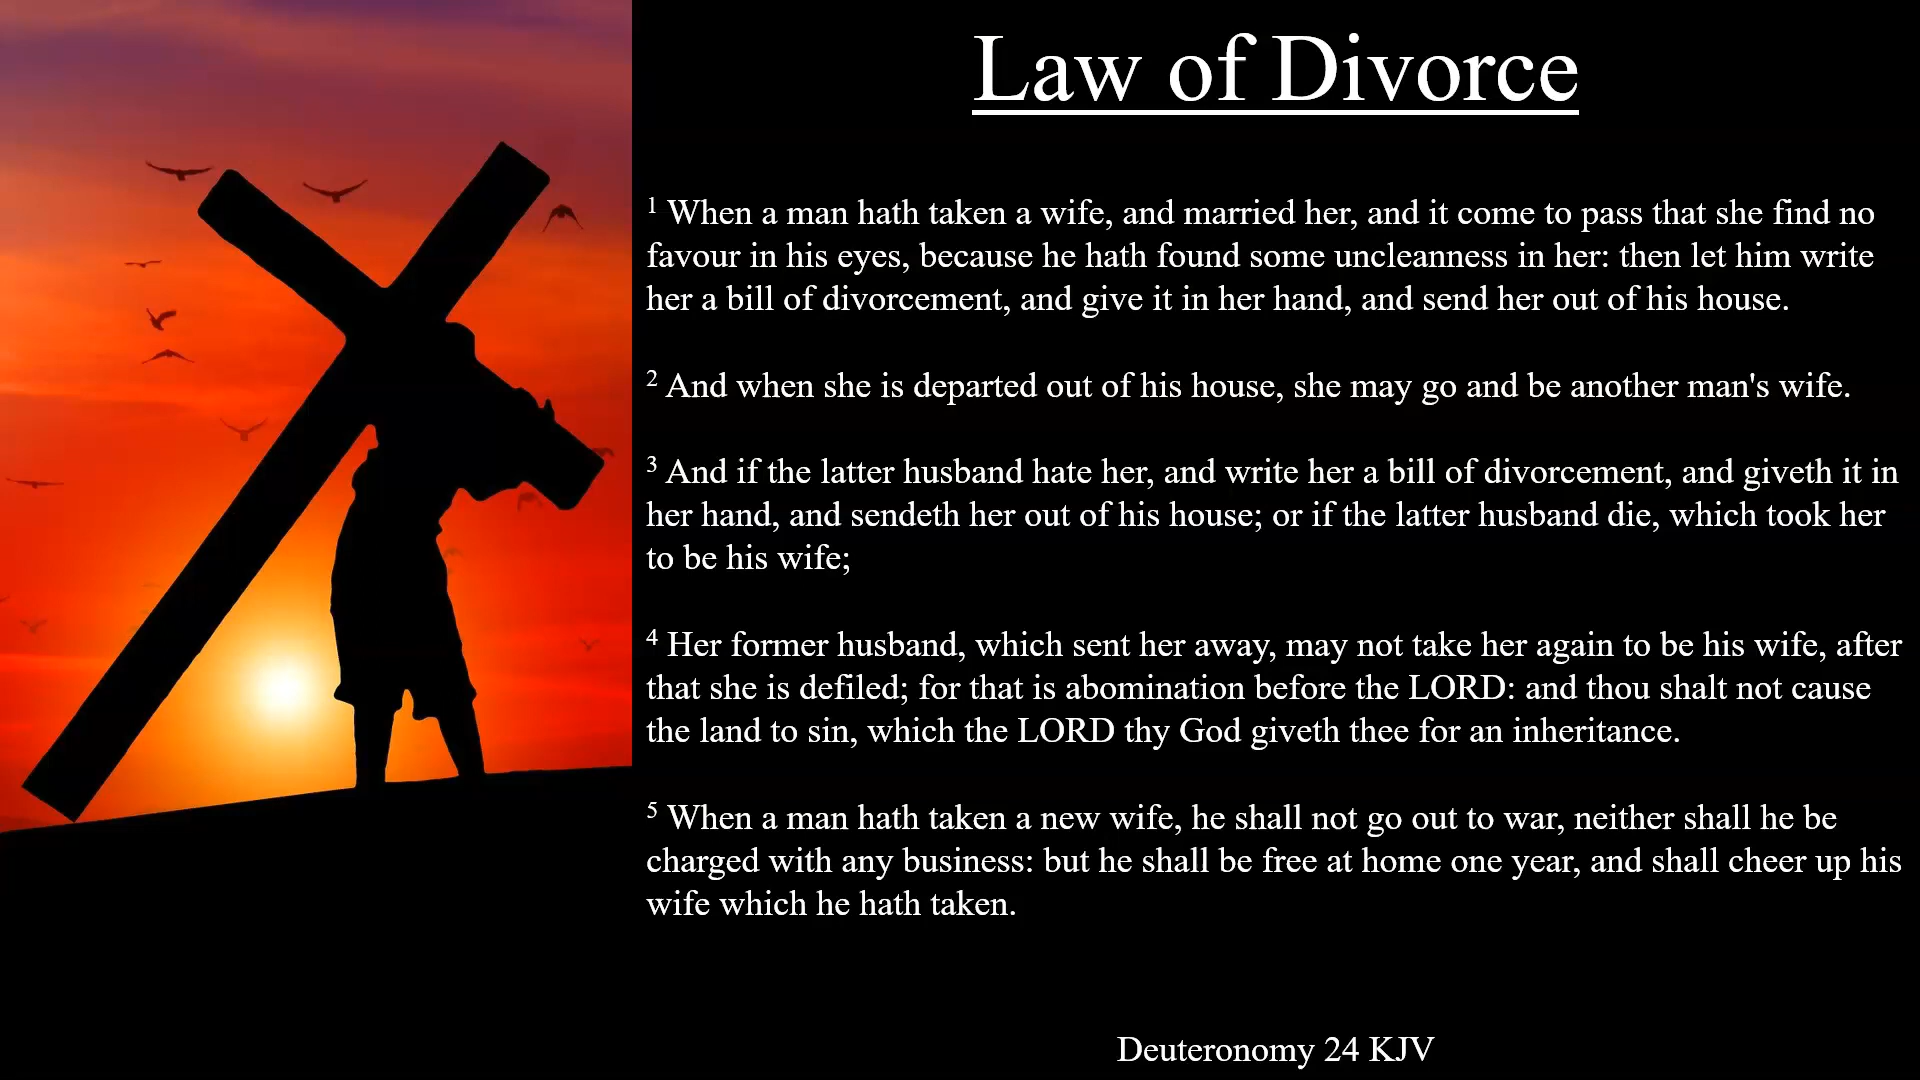 Law of Divorce
1 When a man hath taken a wife, and married her, and it come to pass that she find no
favour in his eyes, because he hath found some uncleanness in her: then let him write
her a bill of divorcement, and give it in her hand, and send her out of his house.
2 And when she is departed out of his house, she may go and be another man's wife.
3 And if the latter husband hate her, and write her a bill of divorcement, and giveth it in
her hand, and sendeth her out of his house; or if the latter husband die, which took her
to be his wife;
4 Her former husband, which sent her away, may not take her again to be his wife, after
that she is defiled; for that is abomination before the LORD: and thou shalt not cause
the land to sin, which the LORD thy God giveth thee for an inheritance.
5 When a man hath taken a new wife, he shall not go out to war, neither shall he be
charged with any business: but he shall be free at home one year, and shall cheer up his
wife which he hath taken.
Deuteronomy 24 KJV